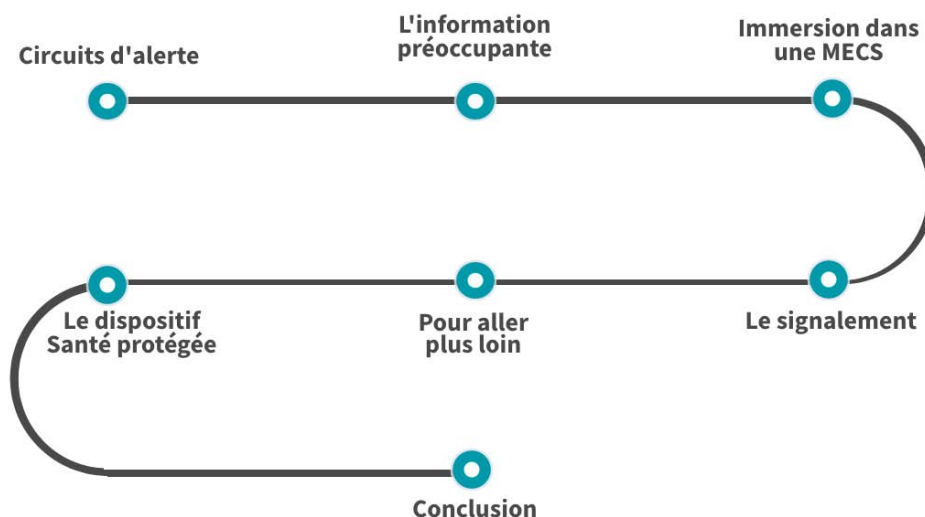 Circuits d'alerte
L'information
préoccupante
Immersion dans
une MECS
Le signalement
Pour aller
plus loin
Le dispositif
Santé protégée
Conclusion